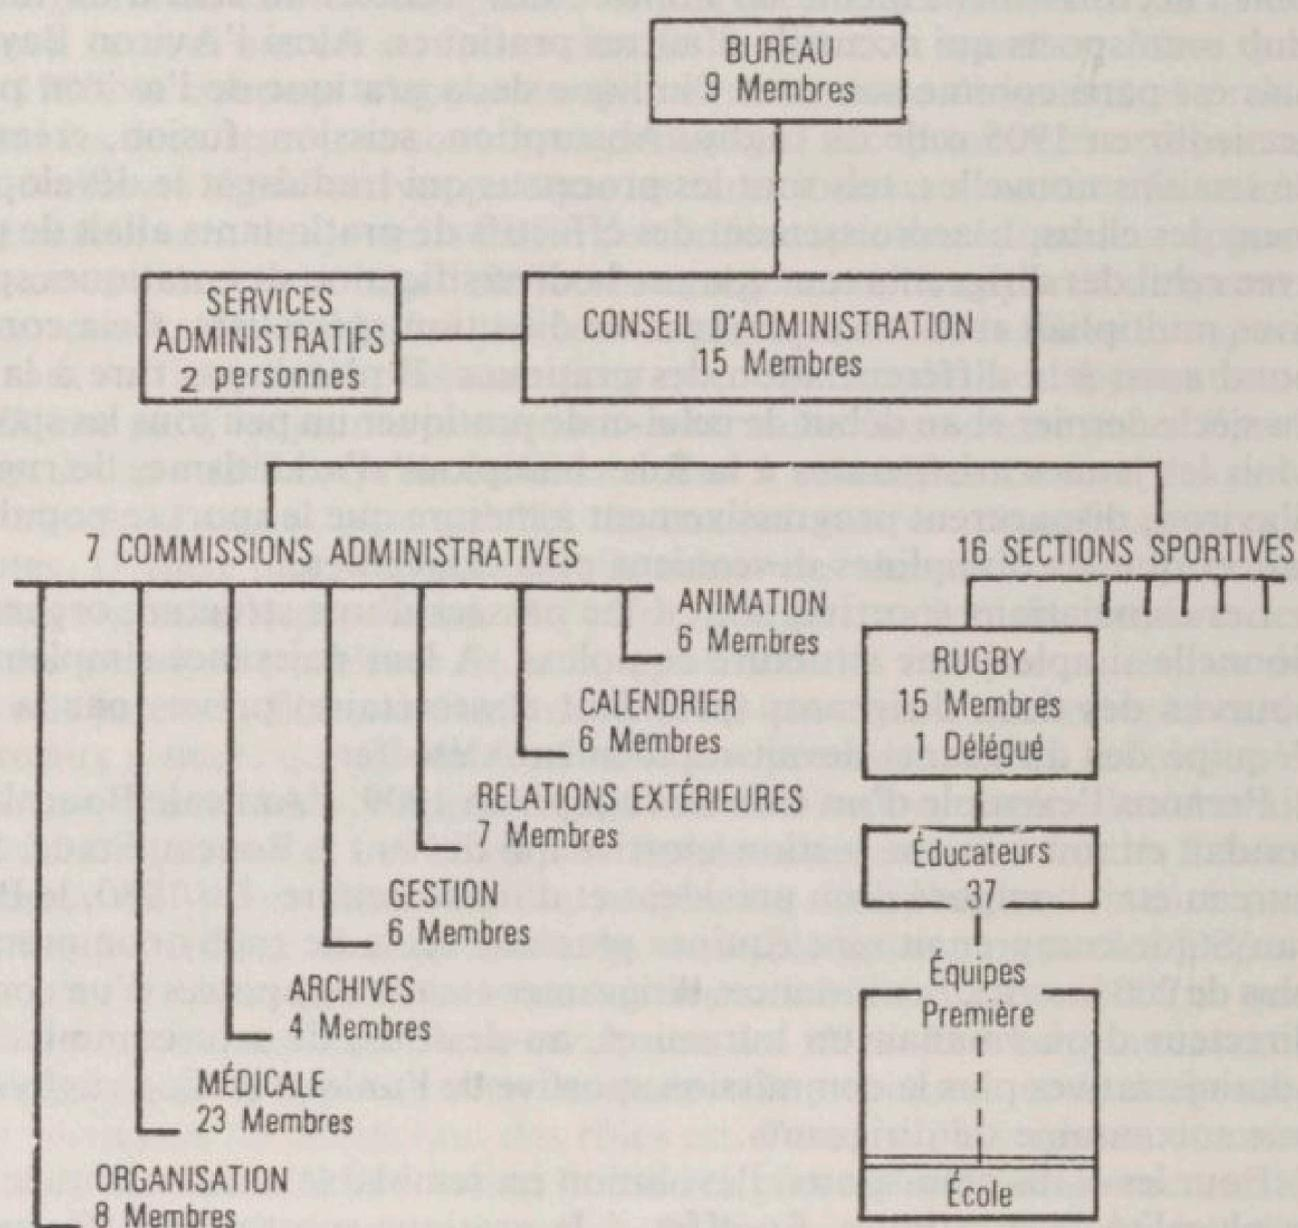 BUREAU
9 Membres
SERVICES
ADMINISTRATIFS
2 personnes
CONSEIL D'ADMINISTRATION
15 Membres
7 COMMISSIONS ADMINISTRATIVES
16 SECTIONS SPORTIVES
ANIMATION
6 Membres
CALENDRIER
6 Membres
RELATIONS EXTÉRIEURES
7 Membres
GESTION
6 Membres
ARCHIVES
4 Membres
MÉDICALE
23 Membres
ORGANISATION
8 Membres
RUGBY
15 Membres
1 Délégué
Éducateurs
37
Équipes
Première
École